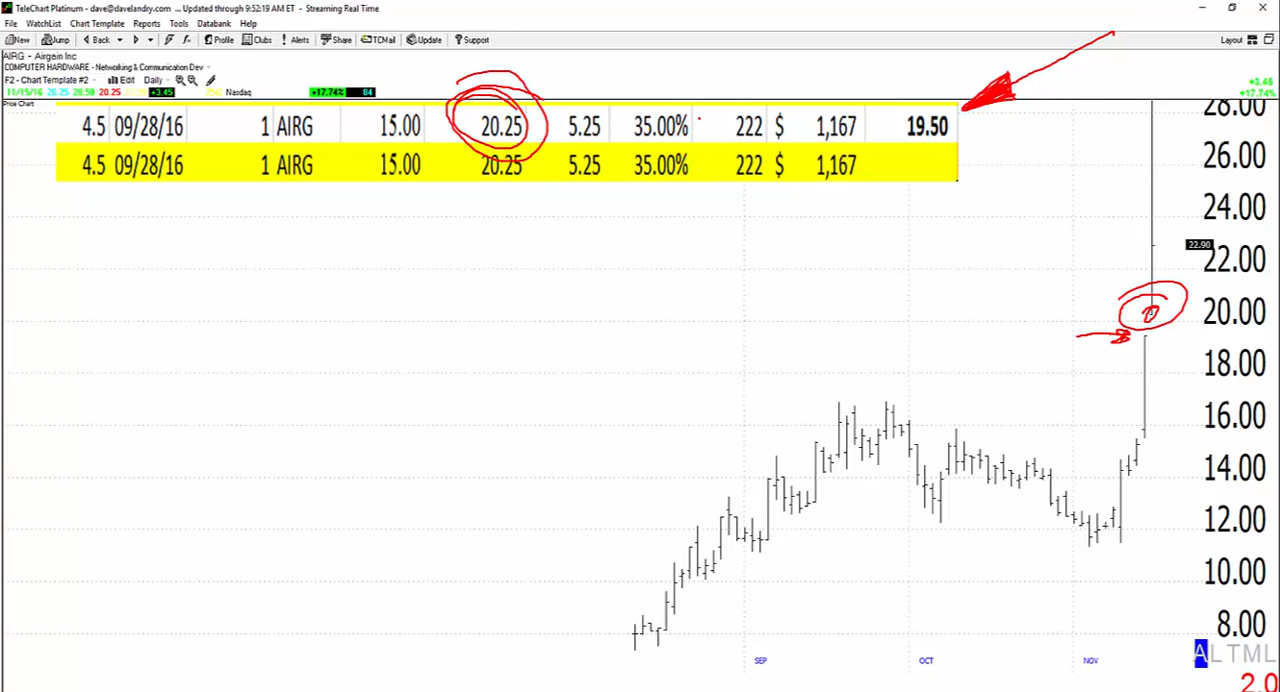 TeleChart Platinum - dave@davelandry.com ... Updated through 9:52:19 AM ET - Streaming Real Time
File WatchList Chart Template Reports Tools Databank Help
New Jump Back Profile Clubs Alerts Share TCMail Update Support Layout
AIRG - Airgain Inc
COMPUTER HARDWARE - Networking & Communication Dev
F2 - Chart Template #2 Edit Daily
11/15/16 20.25 28.50 20.25 +3.45 Nasdaq +17.74% 84 +3.45
+17.74%
Price Chart
4.5 09/28/16 1 AIRG 15.00 20.25 5.25 35.00% 222 $ 1,167 19.50
4.5 09/28/16 1 AIRG 15.00 20.25 5.25 35.00% 222 $ 1,167
28.00
26.00
24.00
22.90
22.00
20.00
18.00
16.00
14.00
12.00
10.00
8.00
SEP OCT NOV
ALTML
2.0